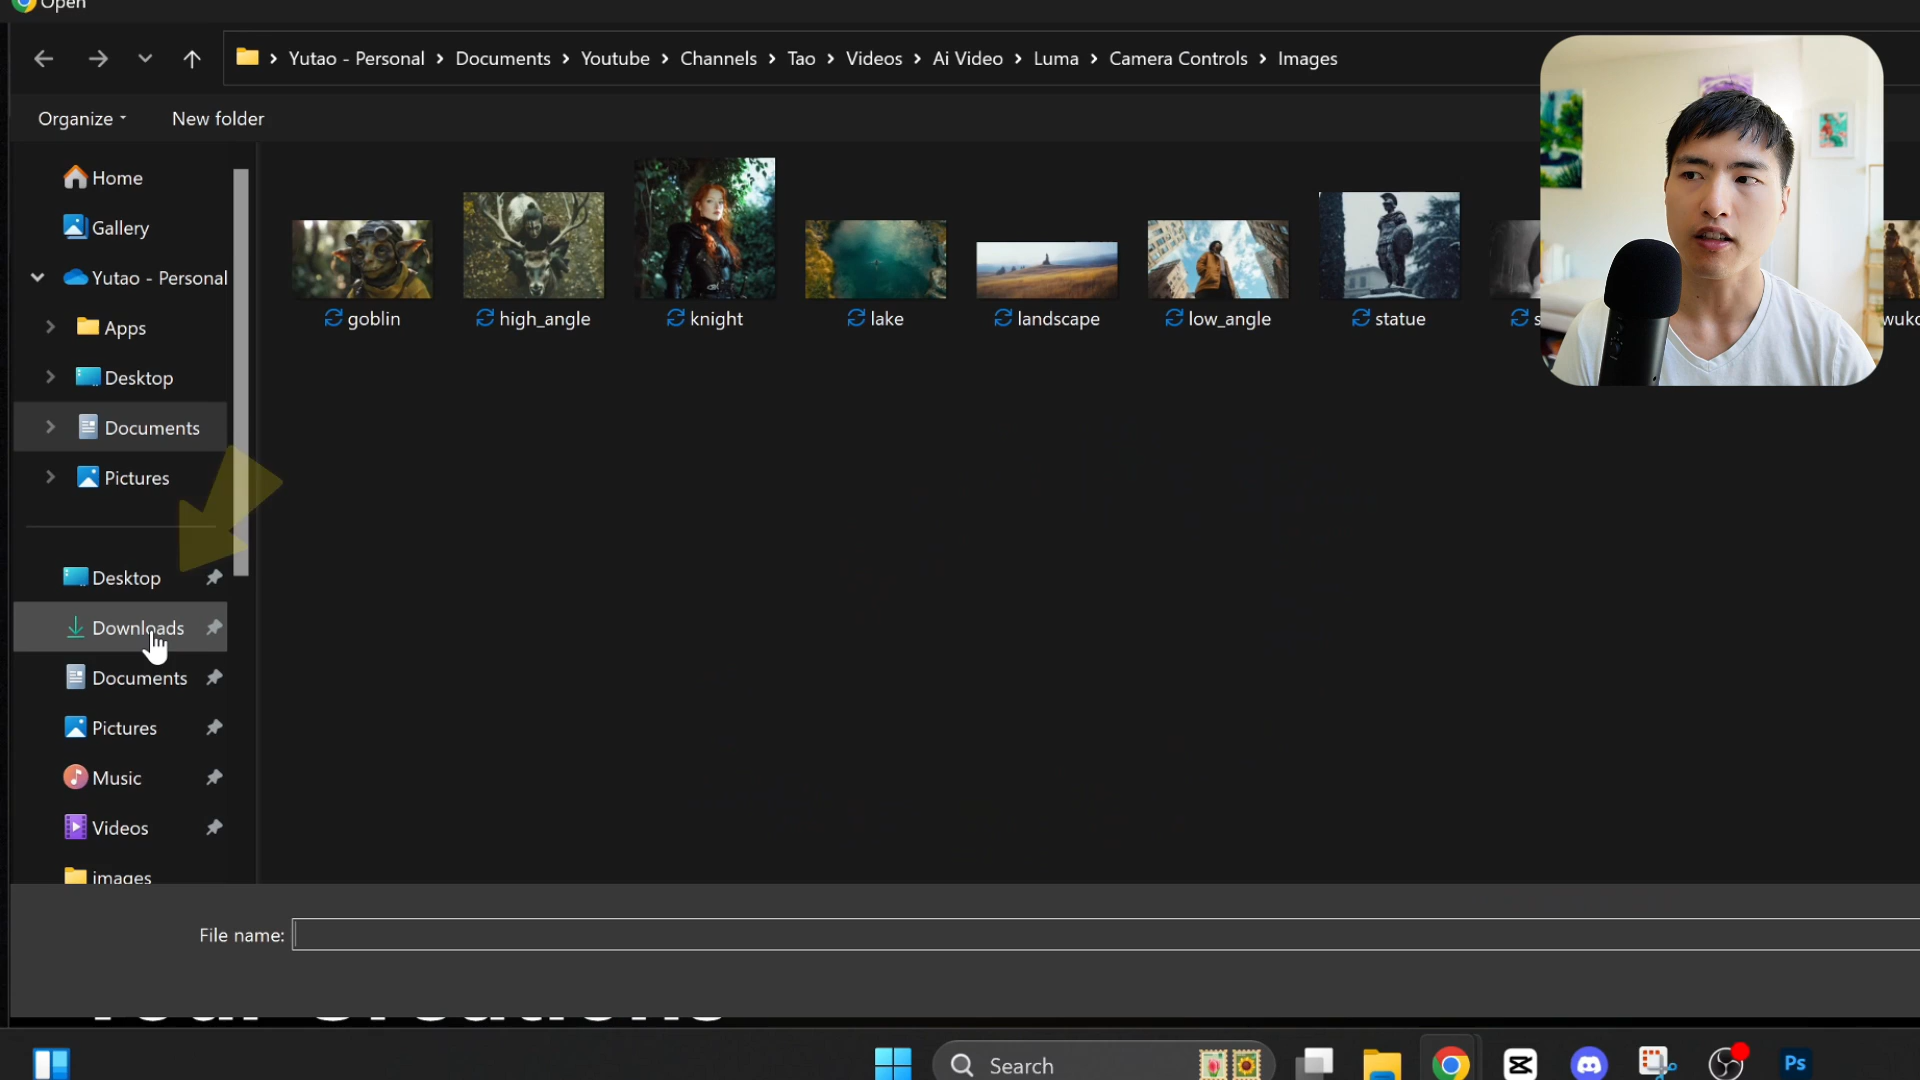 Open
Yutao - Personal > Documents > Youtube > Channels > Tao > Videos > Ai Video > Luma > Camera Controls > Images
Organize
New folder
Home
Gallery
Yutao - Personal
Apps
Desktop
Documents
Pictures
Desktop
Downloads
Documents
Pictures
Music
Videos
images
goblin
high_angle
knight
lake
landscape
low_angle
statue
File name:
Search
Ps